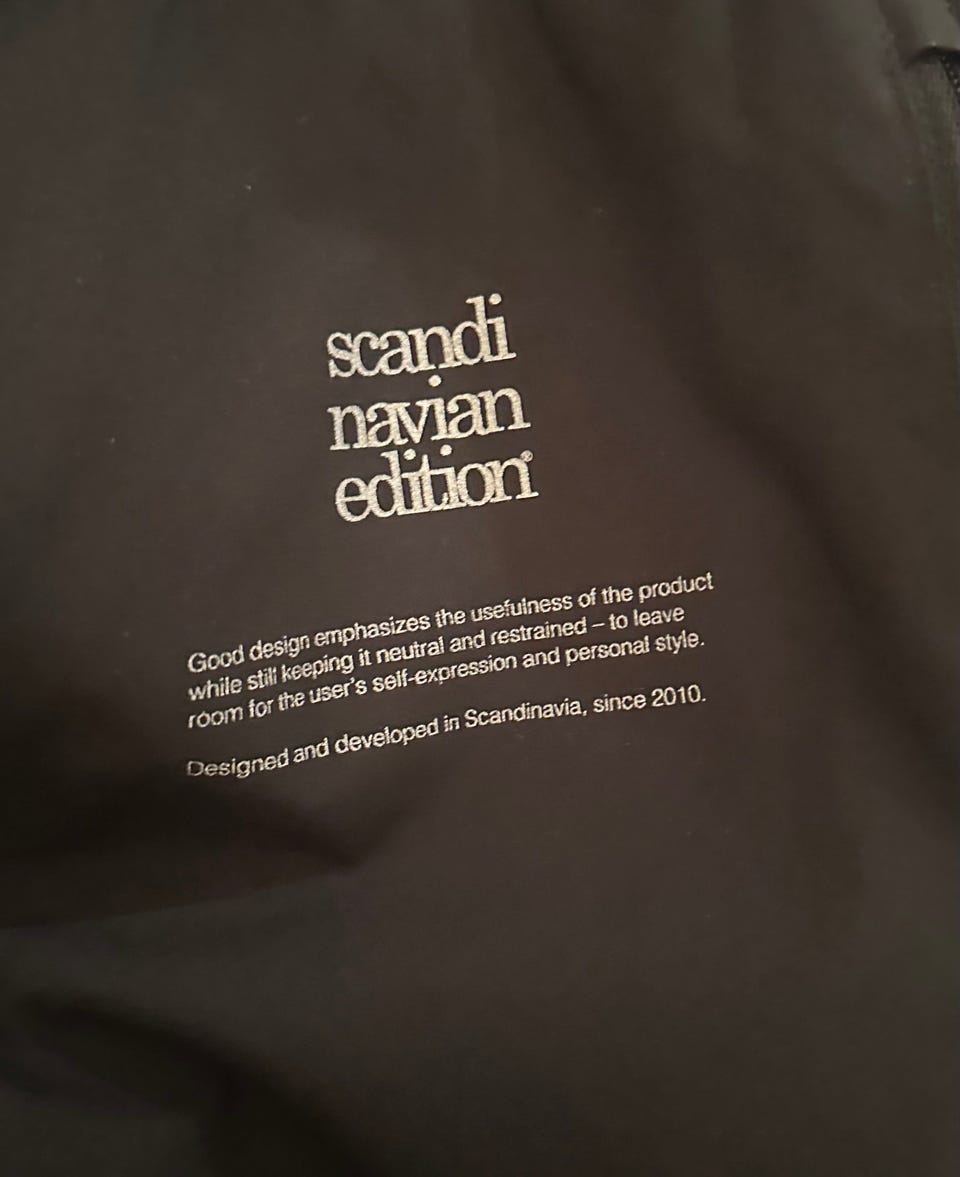 scandi
navian
edition®
Good design emphasizes the usefulness of the product
while still keeping it neutral and restrained – to leave
room for the user's self-expression and personal style.
Designed and developed in Scandinavia, since 2010.